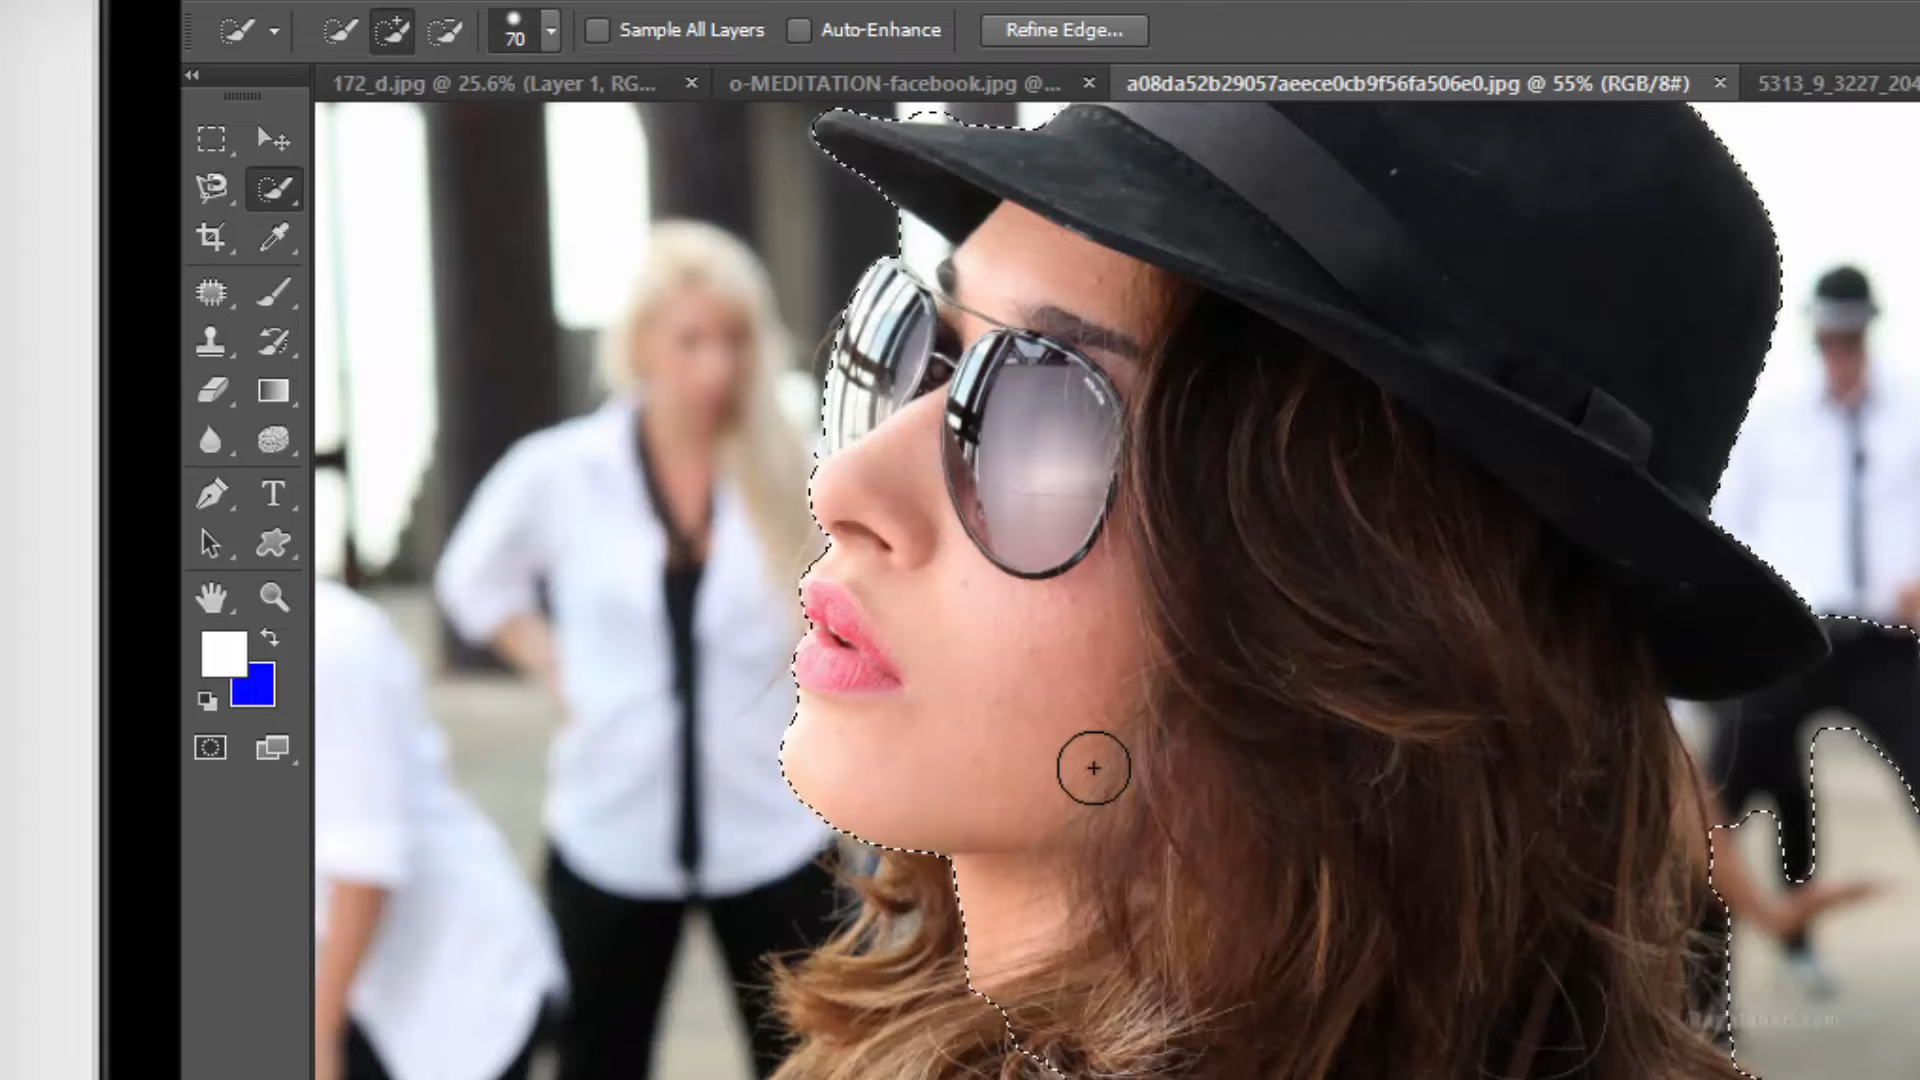 70
Sample All Layers
Auto-Enhance
Refine Edge...
172_d.jpg @ 25.6% (Layer 1, RG...
o-MEDITATION-facebook.jpg @...
a08da52b29057aeece0cb9f56fa506e0.jpg @ 55% (RGB/8#)
5313_9_3227_204
T